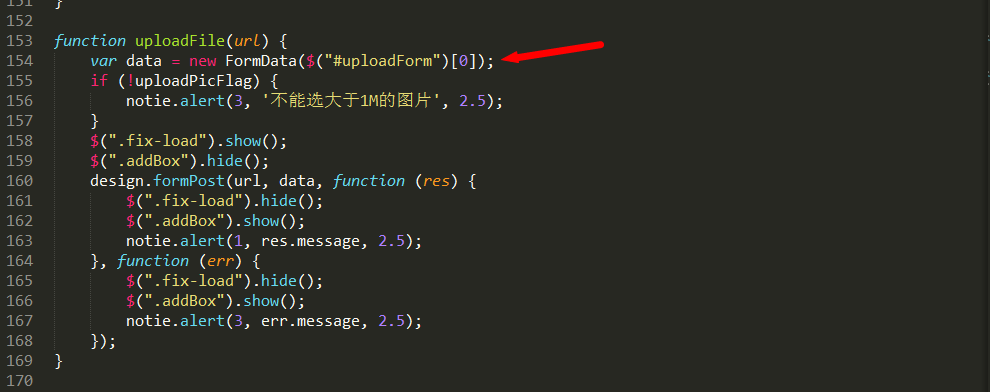 151 }
152
153 function uploadFile(url) {
154 var data = new FormData($("#uploadForm")[0]);
155 if (!uploadPicFlag) {
156 notie.alert(3, '不能选大于1M的图片', 2.5);
157 }
158 $(".fix-load").show();
159 $(".addBox").hide();
160 design.formPost(url, data, function (res) {
161 $(".fix-load").hide();
162 $(".addBox").show();
163 notie.alert(1, res.message, 2.5);
164 }, function (err) {
165 $(".fix-load").hide();
166 $(".addBox").show();
167 notie.alert(3, err.message, 2.5);
168 });
169 }
170